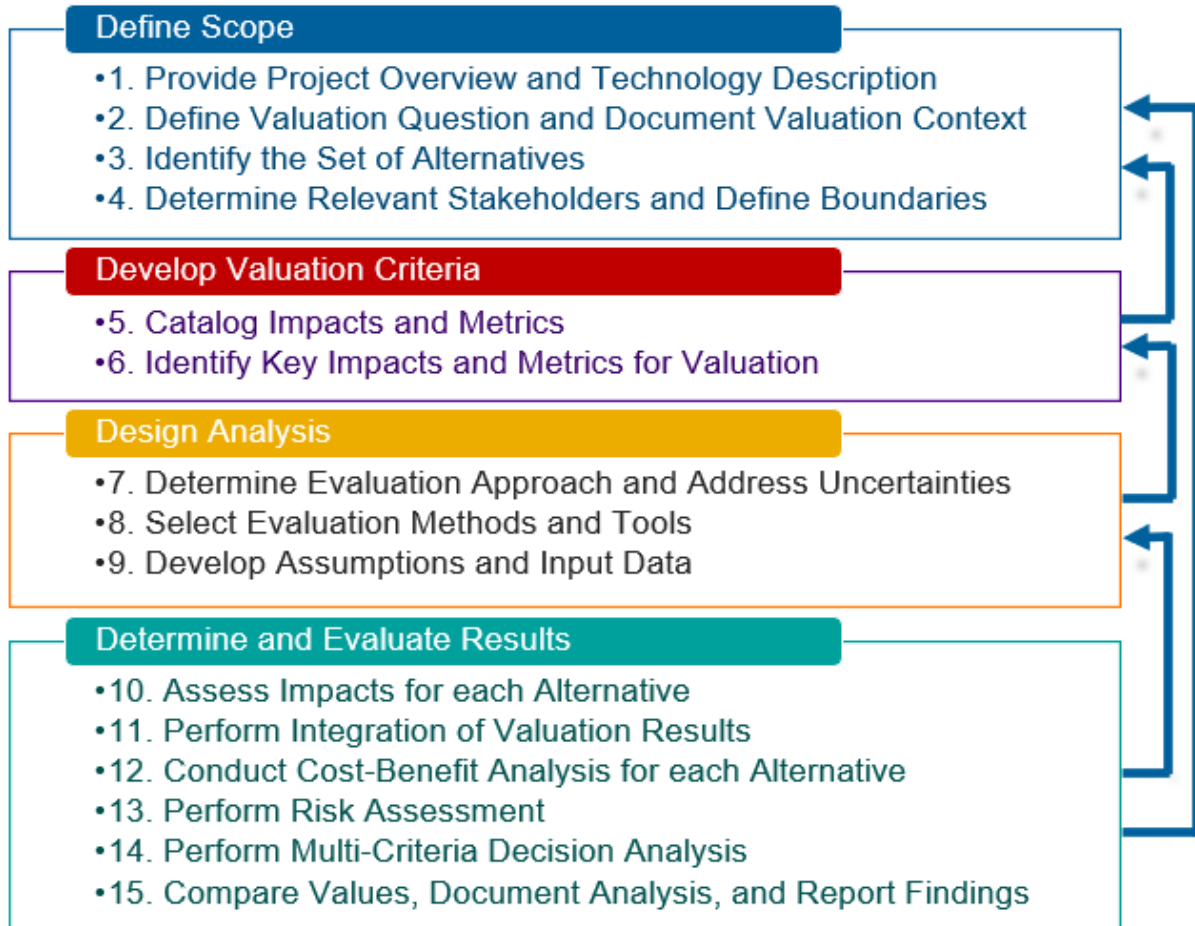 Define Scope
•1. Provide Project Overview and Technology Description
•2. Define Valuation Question and Document Valuation Context
•3. Identify the Set of Alternatives
•4. Determine Relevant Stakeholders and Define Boundaries
Develop Valuation Criteria
•5. Catalog Impacts and Metrics
•6. Identify Key Impacts and Metrics for Valuation
Design Analysis
•7. Determine Evaluation Approach and Address Uncertainties
•8. Select Evaluation Methods and Tools
•9. Develop Assumptions and Input Data
Determine and Evaluate Results
•10. Assess Impacts for each Alternative
•11. Perform Integration of Valuation Results
•12. Conduct Cost-Benefit Analysis for each Alternative
•13. Perform Risk Assessment
•14. Perform Multi-Criteria Decision Analysis
•15. Compare Values, Document Analysis, and Report Findings